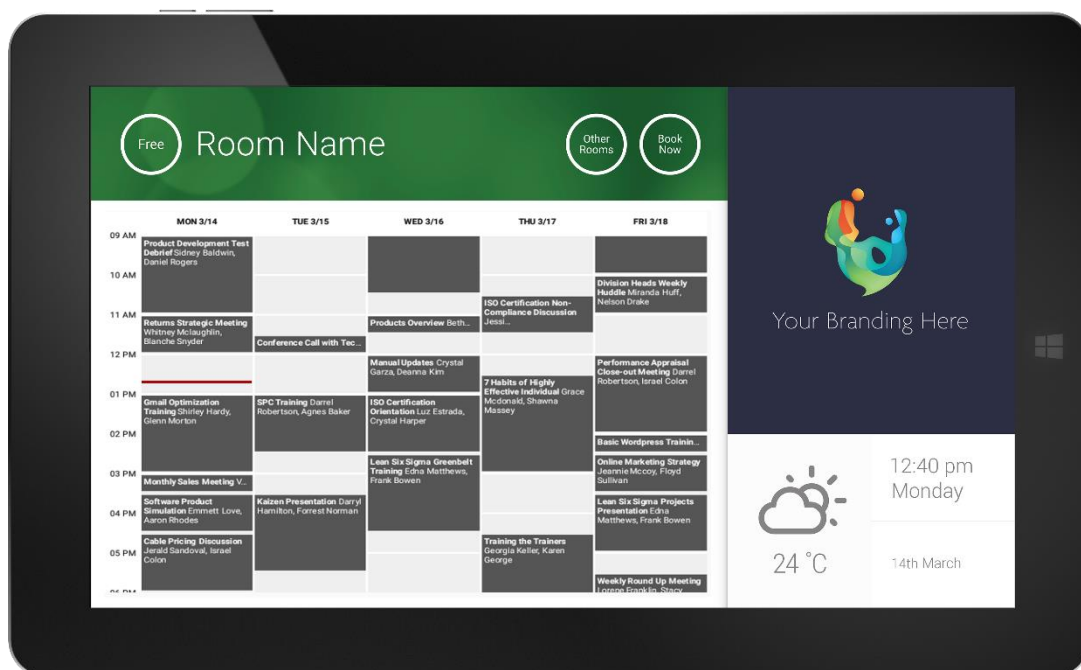 Free
Room Name
Other
Rooms
Book
Now
MON 3/14
TUE 3/15
WED 3/16
THU 3/17
FRI 3/18
09 AM
10 AM
11 AM
12 PM
01 PM
02 PM
03 PM
04 PM
05 PM
Product Development Test
Debrief Sidney Baldwin,
Daniel Rogers
Returns Strategic Meeting
Whitney Mclaughlin,
Blanche Snyder
Gmail Optimization
Training Shirley Hardy,
Glenn Morton
Monthly Sales Meeting V...
Software Product
Simulation Emmett Love,
Aaron Rhodes
Cable Pricing Discussion
Jerald Sandoval, Israel
Colon
Conference Call with Tec...
SPC Training Darrel
Robertson, Agnes Baker
Kaizen Presentation Darryl
Hamilton, Forrest Norman
Products Overview Beth...
Manual Updates Crystal
Garza, Deanna Kim
ISO Certification
Orientation Luz Estrada,
Crystal Harper
Lean Six Sigma Greenbelt
Training Edna Matthews,
Frank Bowen
ISO Certification Non-
Compliance Discussion
Jessi...
7 Habits of Highly
Effective Individual Grace
Mcdonald, Shawna
Massey
Training the Trainers
Georgia Keller, Karen
George
Division Heads Weekly
Huddle Miranda Huff,
Nelson Drake
Performance Appraisal
Close-out Meeting Darrel
Robertson, Israel Colon
Basic Wordpress Trainin...
Online Marketing Strategy
Jeannie Mccoy, Floyd
Sullivan
Lean Six Sigma Projects
Presentation Edna
Matthews, Frank Bowen
Weekly Round Up Meeting
Lorene Franklin, Stacy
Your Branding Here
24 °C
12:40 pm
Monday
14th March